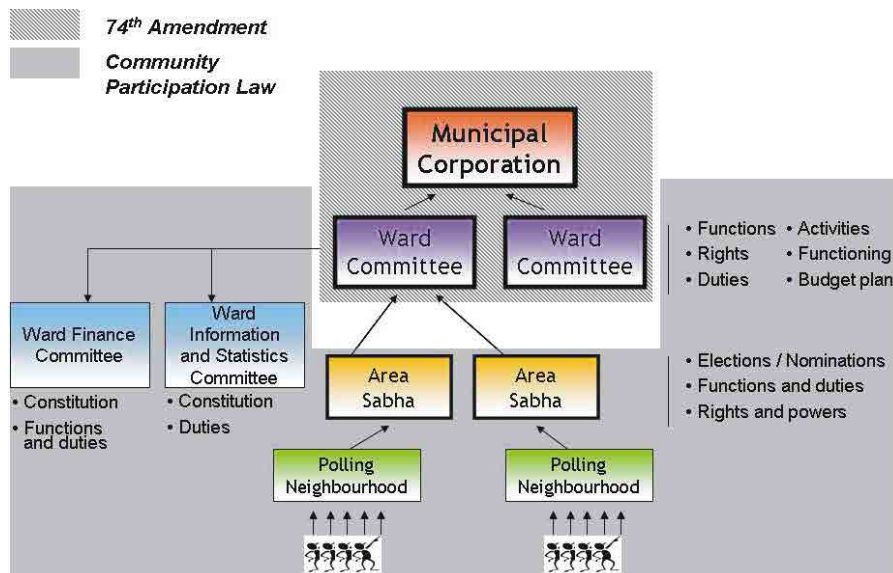 74th Amendment
Community
Participation Law
Municipal
Corporation
Ward
Committee
Ward
Committee
• Functions
• Rights
• Duties
• Activities
• Functioning
• Budget plan
Ward Finance
Committee
Ward
Information
and Statistics
Committee
• Constitution
• Functions
and duties
• Constitution
• Duties
Area
Sabha
Area
Sabha
• Elections / Nominations
• Functions and duties
• Rights and powers
Polling
Neighbourhood
Polling
Neighbourhood